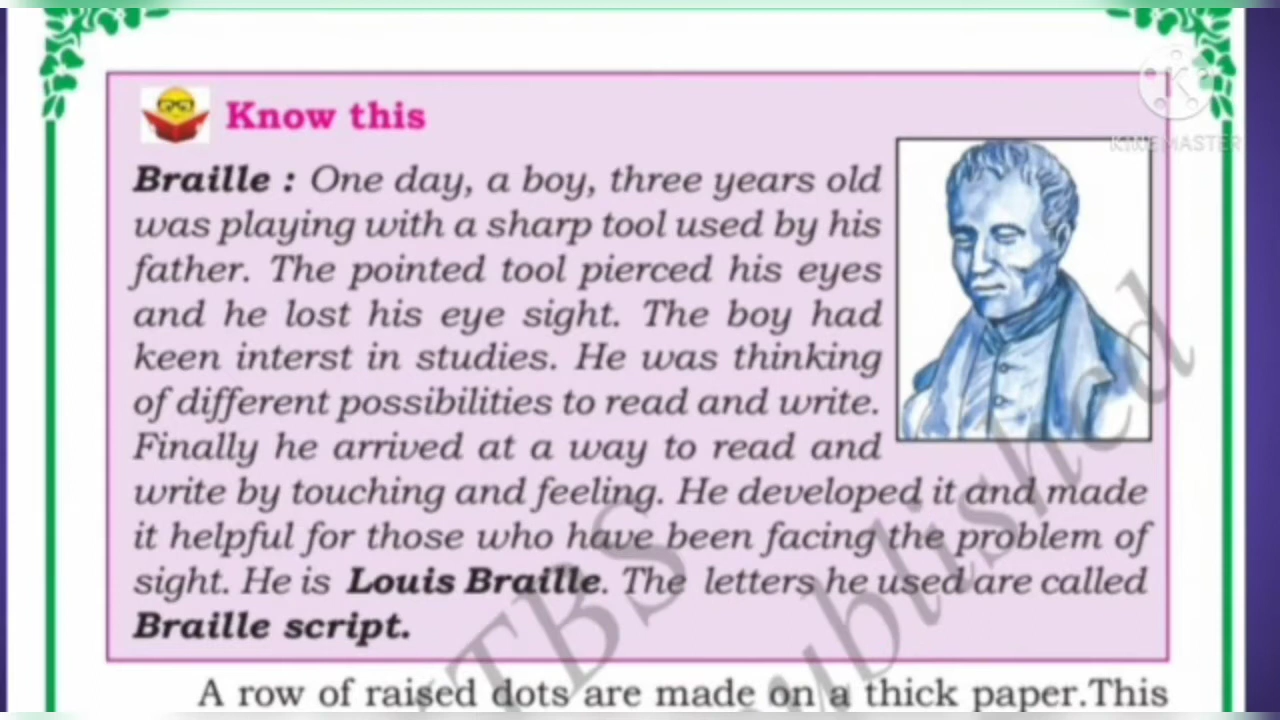 KINEMASTER
Know this
Braille : One day, a boy, three years old
was playing with a sharp tool used by his
father. The pointed tool pierced his eyes
and he lost his eye sight. The boy had
keen interst in studies. He was thinking
of different possibilities to read and write.
Finally he arrived at a way to read and
write by touching and feeling. He developed it and made
it helpful for those who have been facing the problem of
sight. He is Louis Braille. The letters he used are called
Braille script.
A row of raised dots are made on a thick paper.This